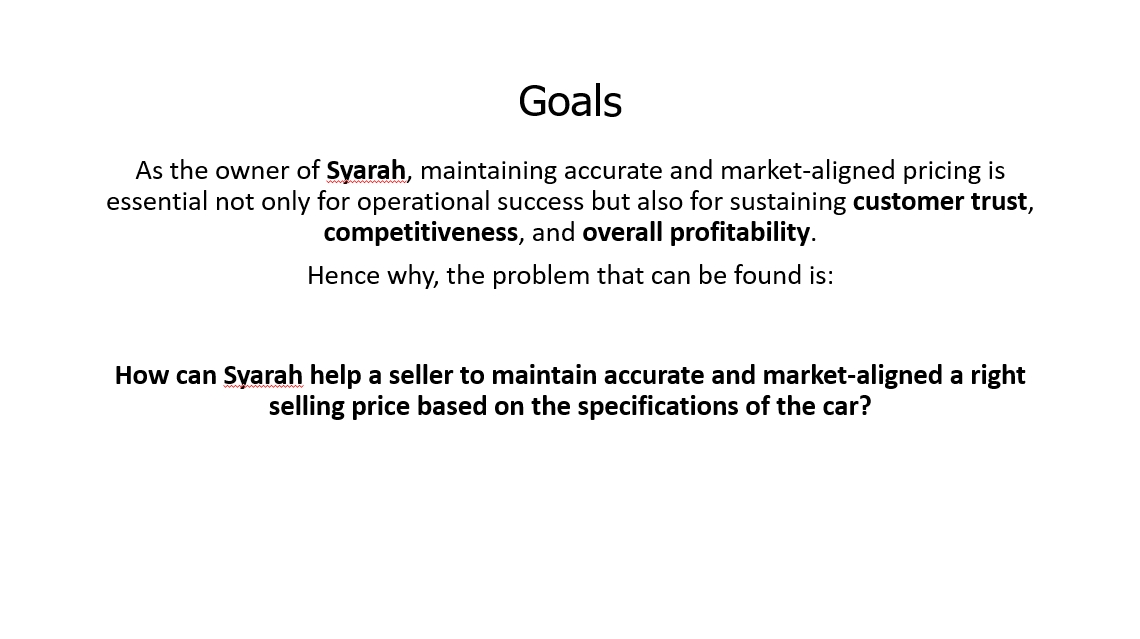 Goals
As the owner of Syarah, maintaining accurate and market-aligned pricing is
essential not only for operational success but also for sustaining customer trust,
competitiveness, and overall profitability.
Hence why, the problem that can be found is:
How can Syarah help a seller to maintain accurate and market-aligned a right
selling price based on the specifications of the car?